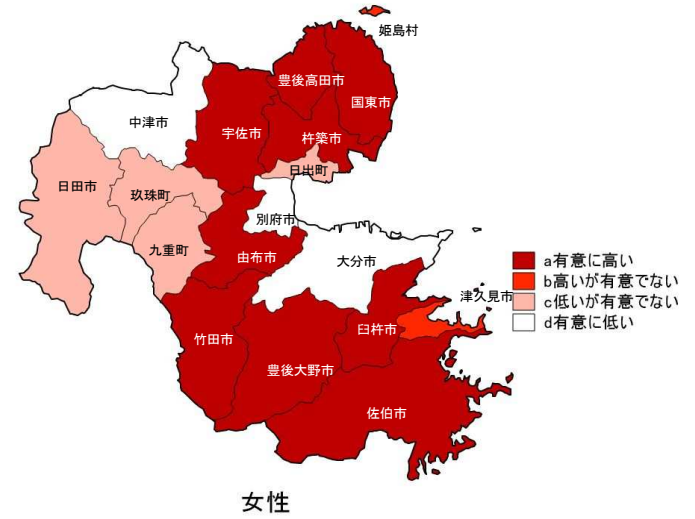 姫島村
豊後高田市
国東市
中津市
宇佐市
杵築市
日出町
日田市
玖珠町
別府市
九重町
由布市
大分市
a有意に高い
b高いが有意でない
c低いが有意でない
d有意に低い
津久見市
竹田市
臼杵市
豊後大野市
佐伯市
女性